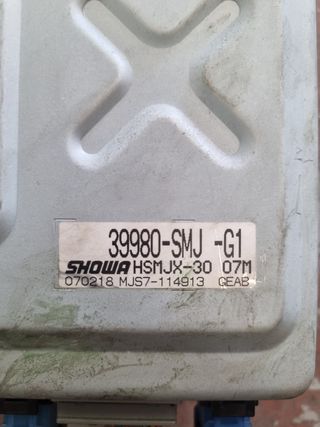 39980-SMJ -G1
SHOWA HSMJX-30 07M
070218 MJS7-114913 GEAB